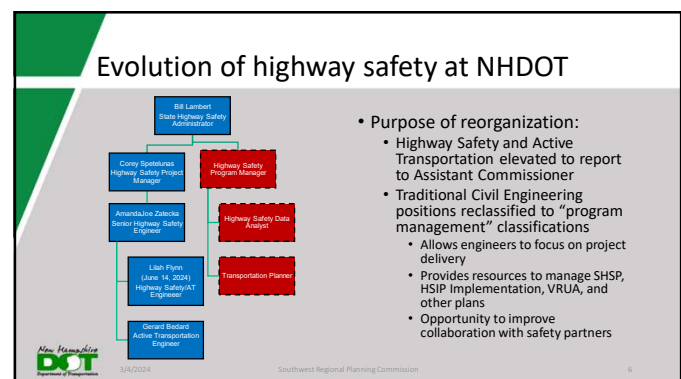 Evolution of highway safety at NHDOT
Bill Lambert
State Highway Safety
Administrator
Corey Spetelunas
Highway Safety Project
Manager
Highway Safety
Program Manager
AmandaJoe Zatecka
Senior Highway Safety
Engineer
Highway Safety Data
Analyst
Lilah Flynn
(June 14, 2024)
Highway Safety/AT
Engineeer
Transportation Planner
Gerard Bedard
Active Transportation
Engineer
• Purpose of reorganization:
• Highway Safety and Active
Transportation elevated to report
to Assistant Commissioner
• Traditional Civil Engineering
positions reclassified to “program
management” classifications
• Allows engineers to focus on project
delivery
• Provides resources to manage SHSP,
HSIP Implementation, VRUA, and
other plans
• Opportunity to improve
collaboration with safety partners
New Hampshire
DOT
Department of Transportation
3/4/2024
Southwest Regional Planning Commission
6